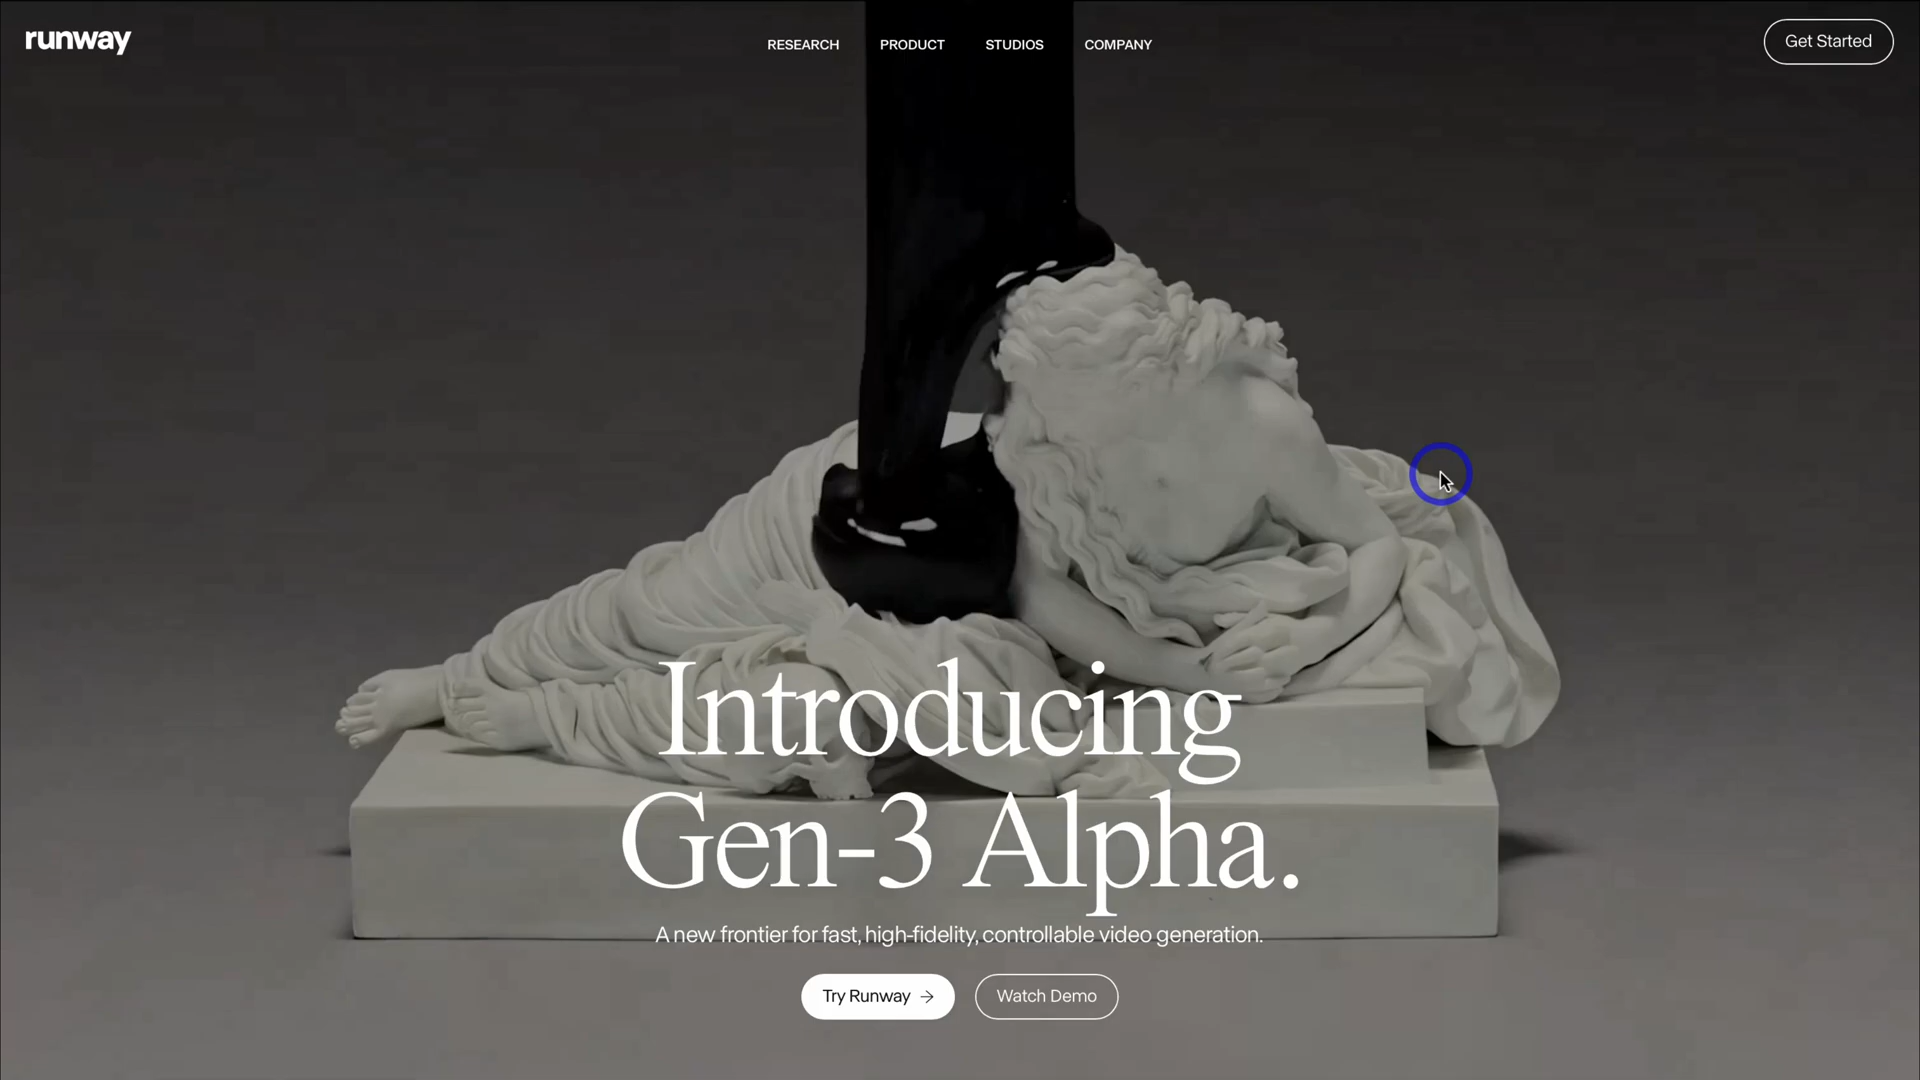 runway
RESEARCH PRODUCT STUDIOS COMPANY
Get Started
Introducing
Gen-3 Alpha.
A new frontier for fast, high-fidelity, controllable video generation.
Try Runway →
Watch Demo